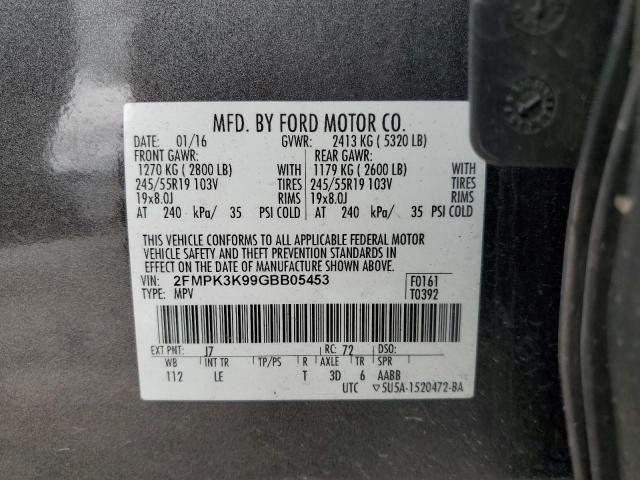 MFD. BY FORD MOTOR CO.
DATE: 01/16 GVWR: 2413 KG ( 5320 LB)
FRONT GAWR: REAR GAWR:
1270 KG ( 2800 LB) WITH 1179 KG ( 2600 LB) WITH
245/55R19 103V TIRES 245/55R19 103V TIRES
19x8.0J RIMS 19x8.0J RIMS
AT 240 kPa/ 35 PSI COLD AT 240 kPa/ 35 PSI COLD
THIS VEHICLE CONFORMS TO ALL APPLICABLE FEDERAL MOTOR
VEHICLE SAFETY AND THEFT PREVENTION STANDARDS IN
EFFECT ON THE DATE OF MANUFACTURE SHOWN ABOVE.
VIN: 2FMPK3K99GBB05453 F0161
TYPE: MPV T0392
EXT PNT: J7 RC: 72 DSO:
WB INT TR TP/PS R AXLE TR SPR
112 LE T 3D 6 AABB
UTC ▽5U5A-1520472-BA